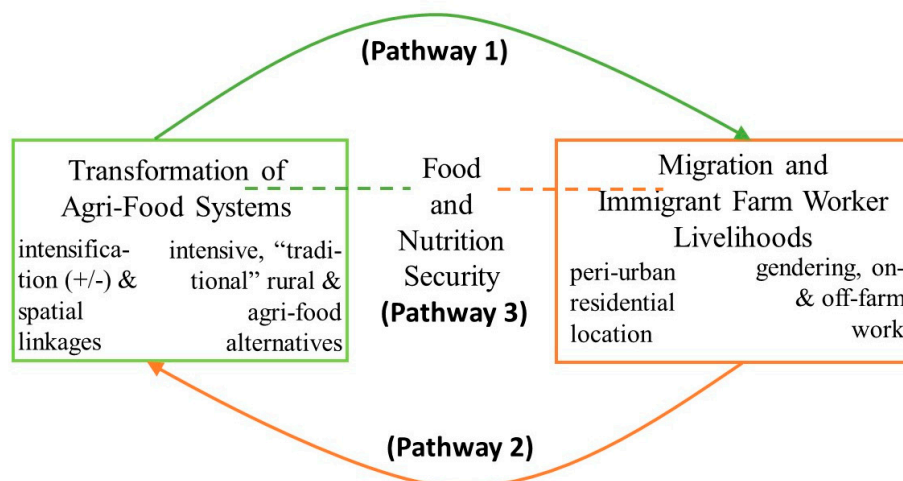 (Pathway 1)
Transformation of
Agri-Food Systems
intensifica-
tion (+/-) &
spatial
linkages
intensive, “tradi-
tional” rural &
agri-food
alternatives
Food
and
Nutrition
Security
(Pathway 3)
Migration and
Immigrant Farm Worker
Livelihoods
peri-urban
residential
location
gendering, on-
& off-farm
work
(Pathway 2)